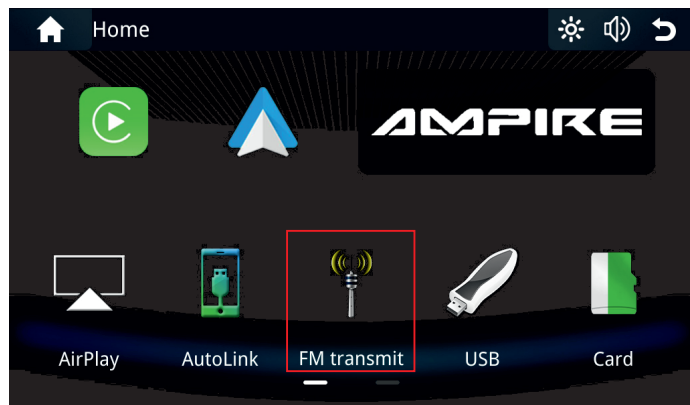 Home
AMPIRE
AirPlay
AutoLink
FM transmit
USB
Card